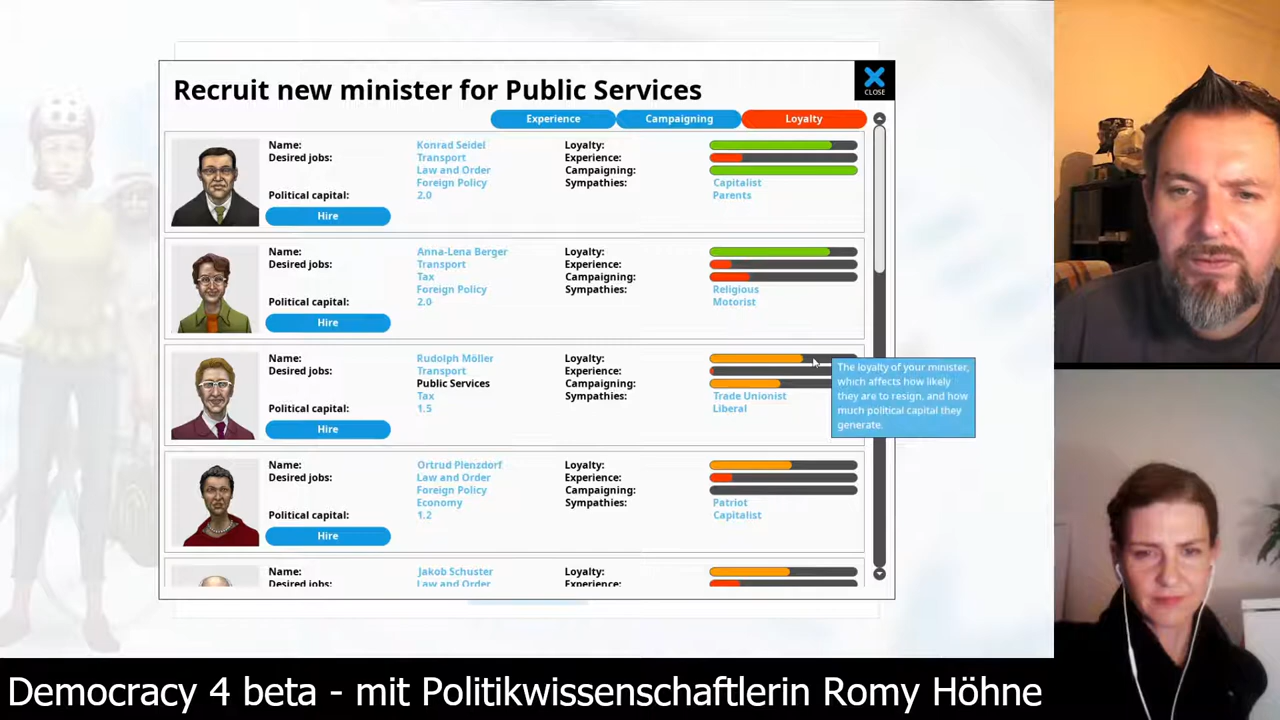 Recruit new minister for Public Services
CLOSE
Experience
Campaigning
Loyalty
Name: Konrad Seidel Loyalty:
Desired jobs: Transport Experience:
Law and Order Campaigning:
Foreign Policy Sympathies: Capitalist
Political capital: 2.0 Parents
Hire
Name: Anna-Lena Berger Loyalty:
Desired jobs: Transport Experience:
Tax Campaigning:
Foreign Policy Sympathies: Religious
Political capital: 2.0 Motorist
Hire
Name: Rudolph Möller Loyalty:
Desired jobs: Transport Experience:
Public Services Campaigning:
Tax Sympathies: Trade Unionist
Political capital: 1.5 Liberal
Hire
The loyalty of your minister,
which affects how likely
they are to resign, and how
much political capital they
generate.
Name: Ortrud Plenzdorf Loyalty:
Desired jobs: Law and Order Experience:
Foreign Policy Campaigning:
Economy Sympathies: Patriot
Political capital: 1.2 Capitalist
Hire
Name: Jakob Schuster Loyalty:
Desired jobs: Law and Order Experience:
Democracy 4 beta - mit Politikwissenschaftlerin Romy Höhne